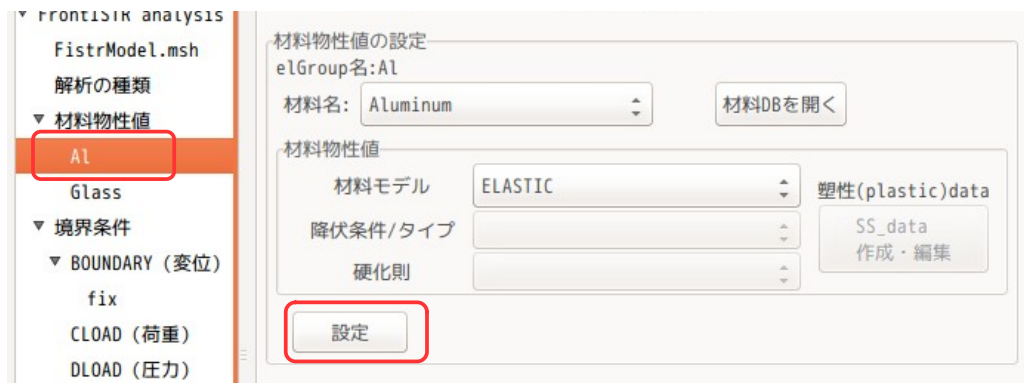 ▼ FrontISTR analysis
FistrModel.msh
解析の種類
▼ 材料物性値
Al
Glass
▼ 境界条件
▼ BOUNDARY (変位)
fix
CLOAD (荷重)
DLOAD (圧力)
材料物性値の設定
elGroup名:Al
材料名: Aluminum 材料DBを開く
材料物性値
材料モデル ELASTIC 塑性(plastic)data
降伏条件/タイプ SS_data
作成・編集
硬化則
設定